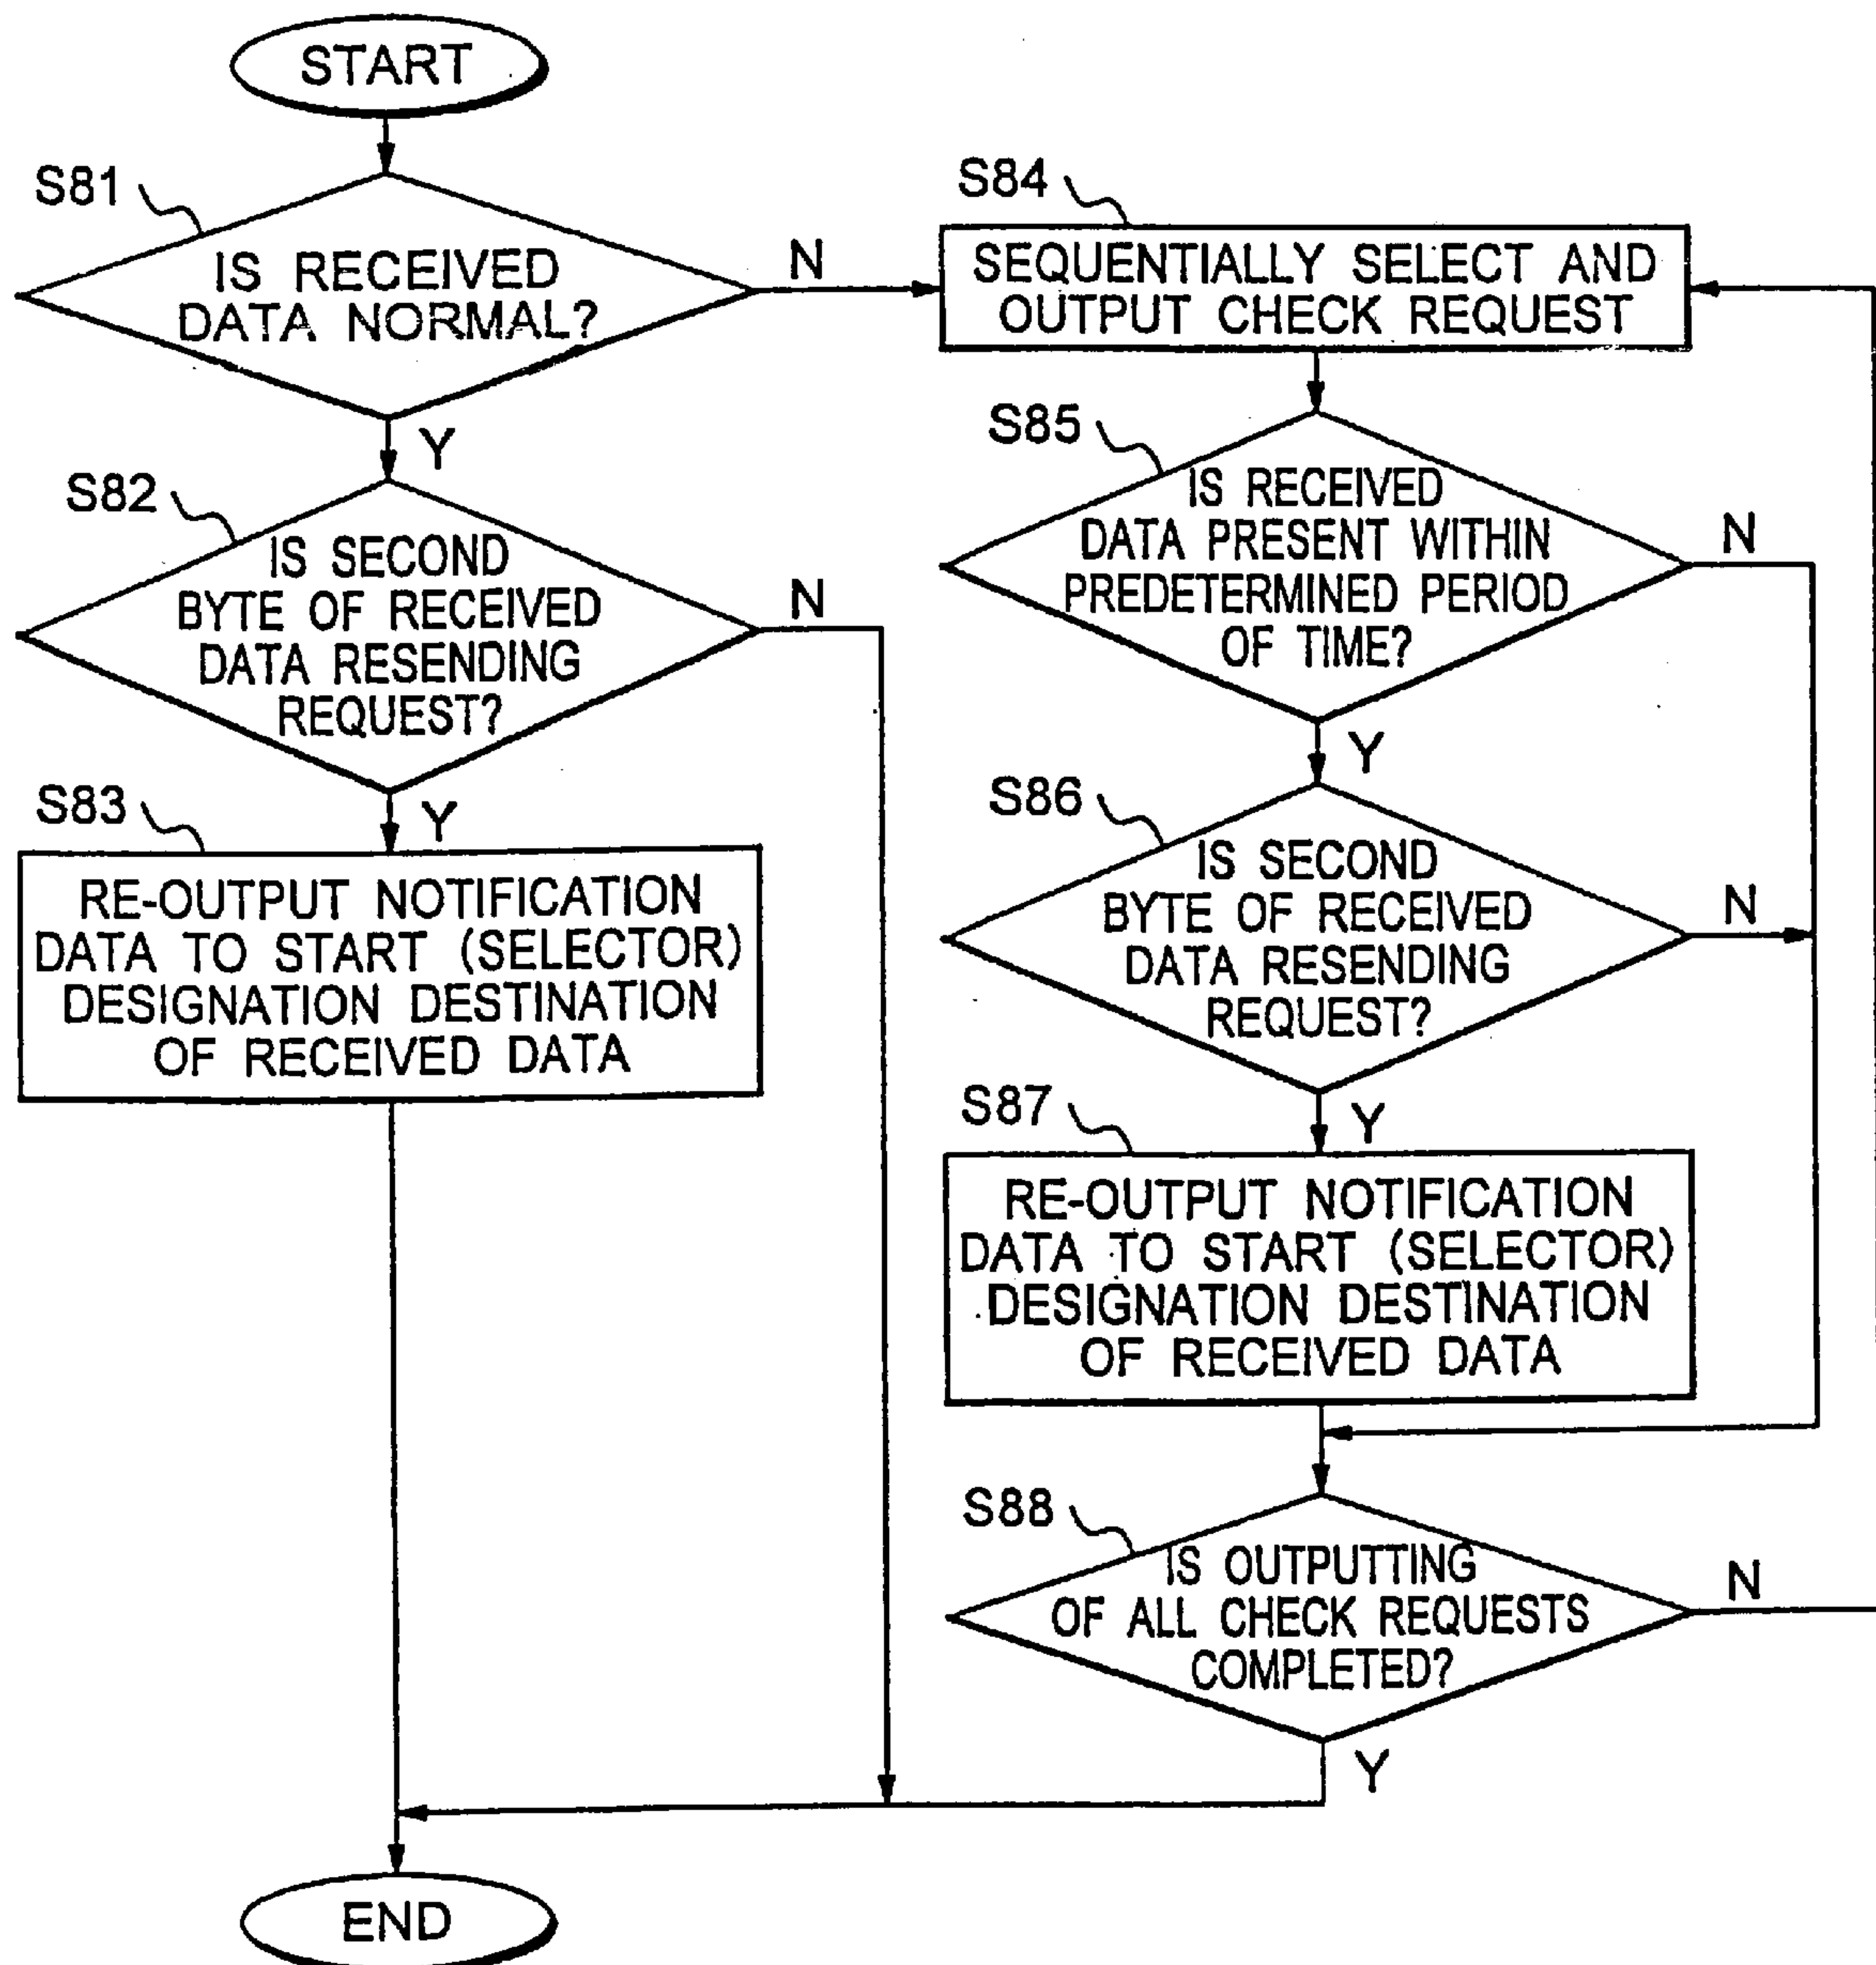 START
S81
IS RECEIVED
DATA NORMAL?
N
Y
S82
IS SECOND
BYTE OF RECEIVED
DATA RESENDING
REQUEST?
N
Y
S83
RE-OUTPUT NOTIFICATION
DATA TO START (SELECTOR)
DESIGNATION DESTINATION
OF RECEIVED DATA
S84
SEQUENTIALLY SELECT AND
OUTPUT CHECK REQUEST
S85
IS RECEIVED
DATA PRESENT WITHIN
PREDETERMINED PERIOD
OF TIME?
N
Y
S86
IS SECOND
BYTE OF RECEIVED
DATA RESENDING
REQUEST?
N
Y
S87
RE-OUTPUT NOTIFICATION
DATA TO START (SELECTOR)
DESIGNATION DESTINATION
OF RECEIVED DATA
S88
IS OUTPUTTING
OF ALL CHECK REQUESTS
COMPLETED?
N
Y
END